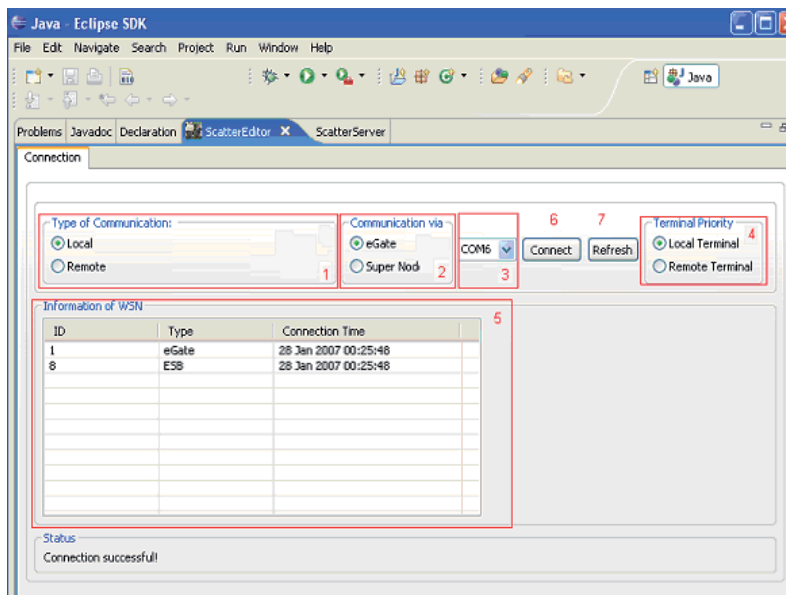 Java - Eclipse SDK
File Edit Navigate Search Project Run Window Help
Java
Problems Javadoc Declaration ScatterEditor ScatterServer
Connection
Type of Communication:
Local
Remote
1
Communication via
eGate
Super Nod
2
COM6
3
6
Connect
7
Refresh
Terminal Priority
Local Terminal
Remote Terminal
4
Information of WSN
5
ID Type Connection Time
1 eGate 28 Jan 2007 00:25:48
8 ESB 28 Jan 2007 00:25:48
Status
Connection successful!